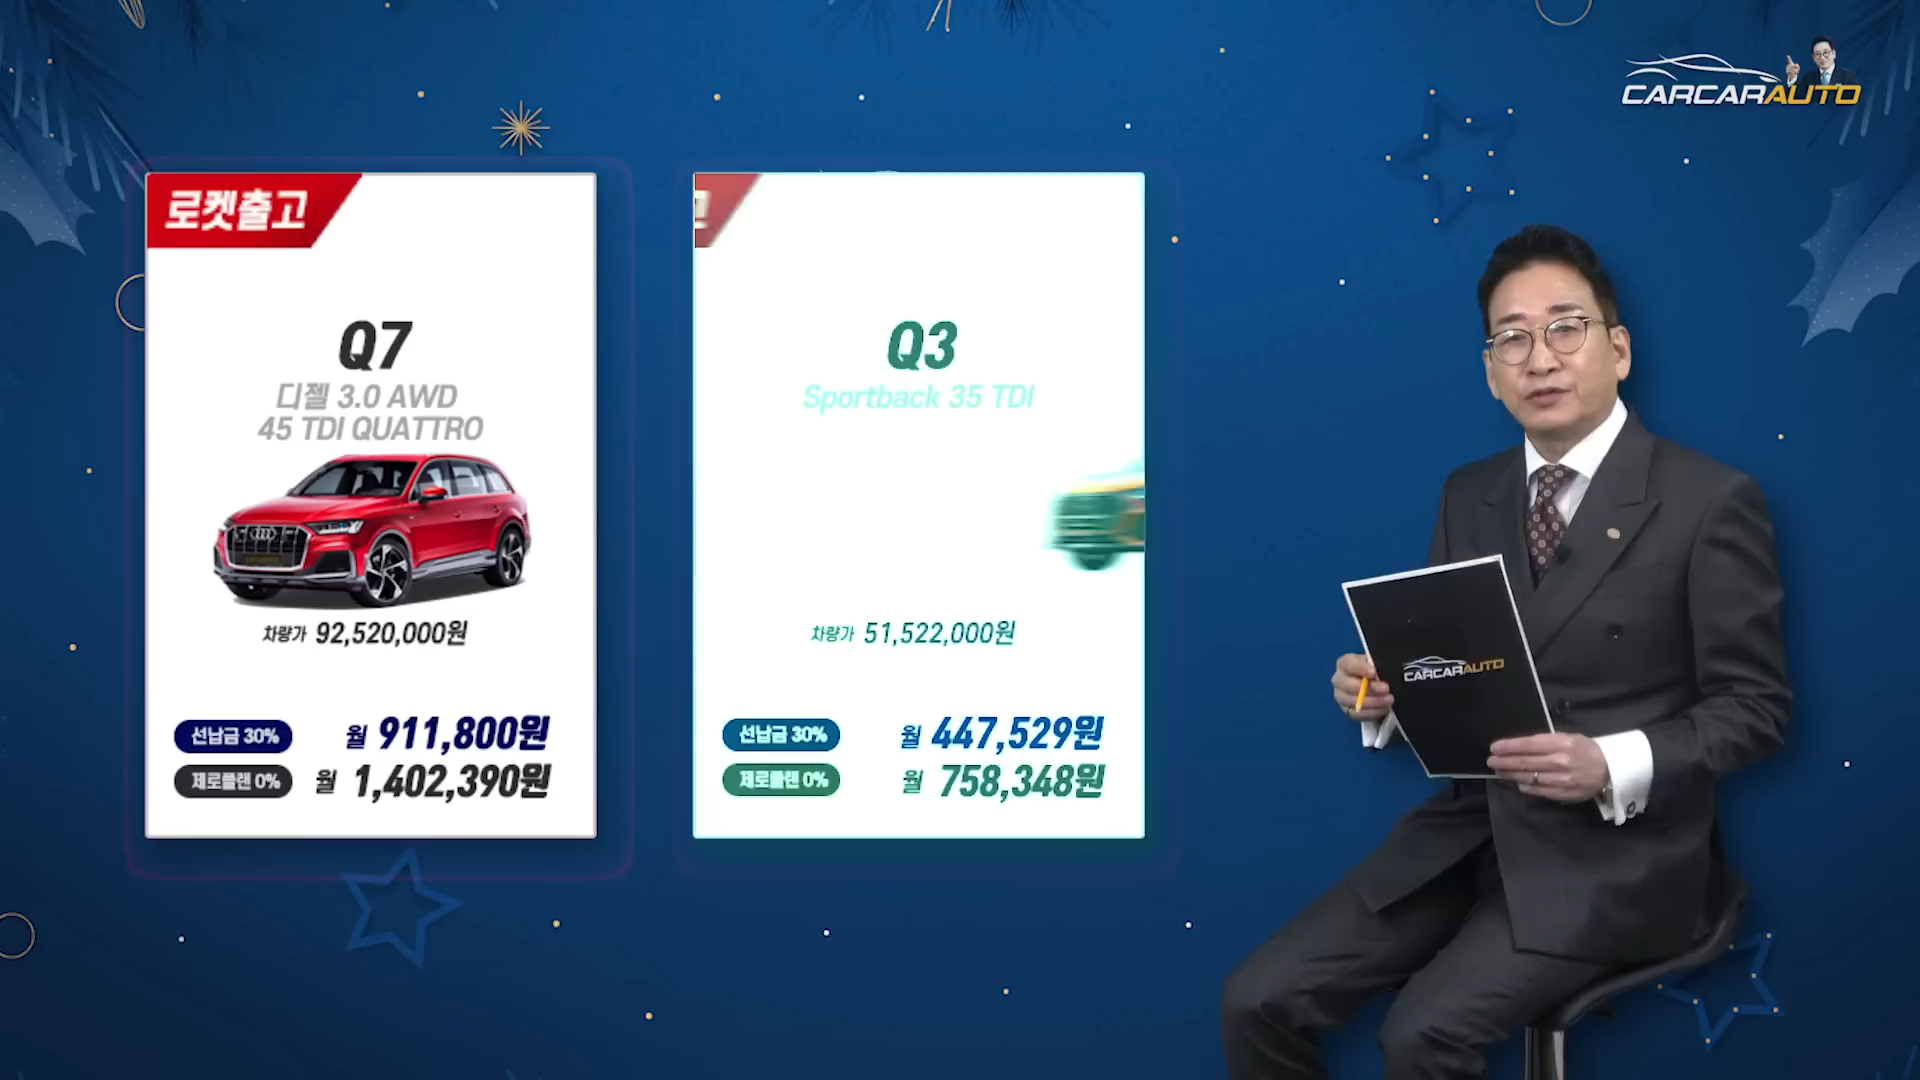 CARCARAUTO
로켓출고
Q7
디젤 3.0 AWD
45 TDI QUATTRO
차량가 92,520,000원
선납금 30% 월 911,800원
제로플랜 0% 월 1,402,390원
고
Q3
Sportback 35 TDI
차량가 51,522,000원
선납금 30% 월 447,529원
제로플랜 0% 월 758,348원
CARCARAUTO